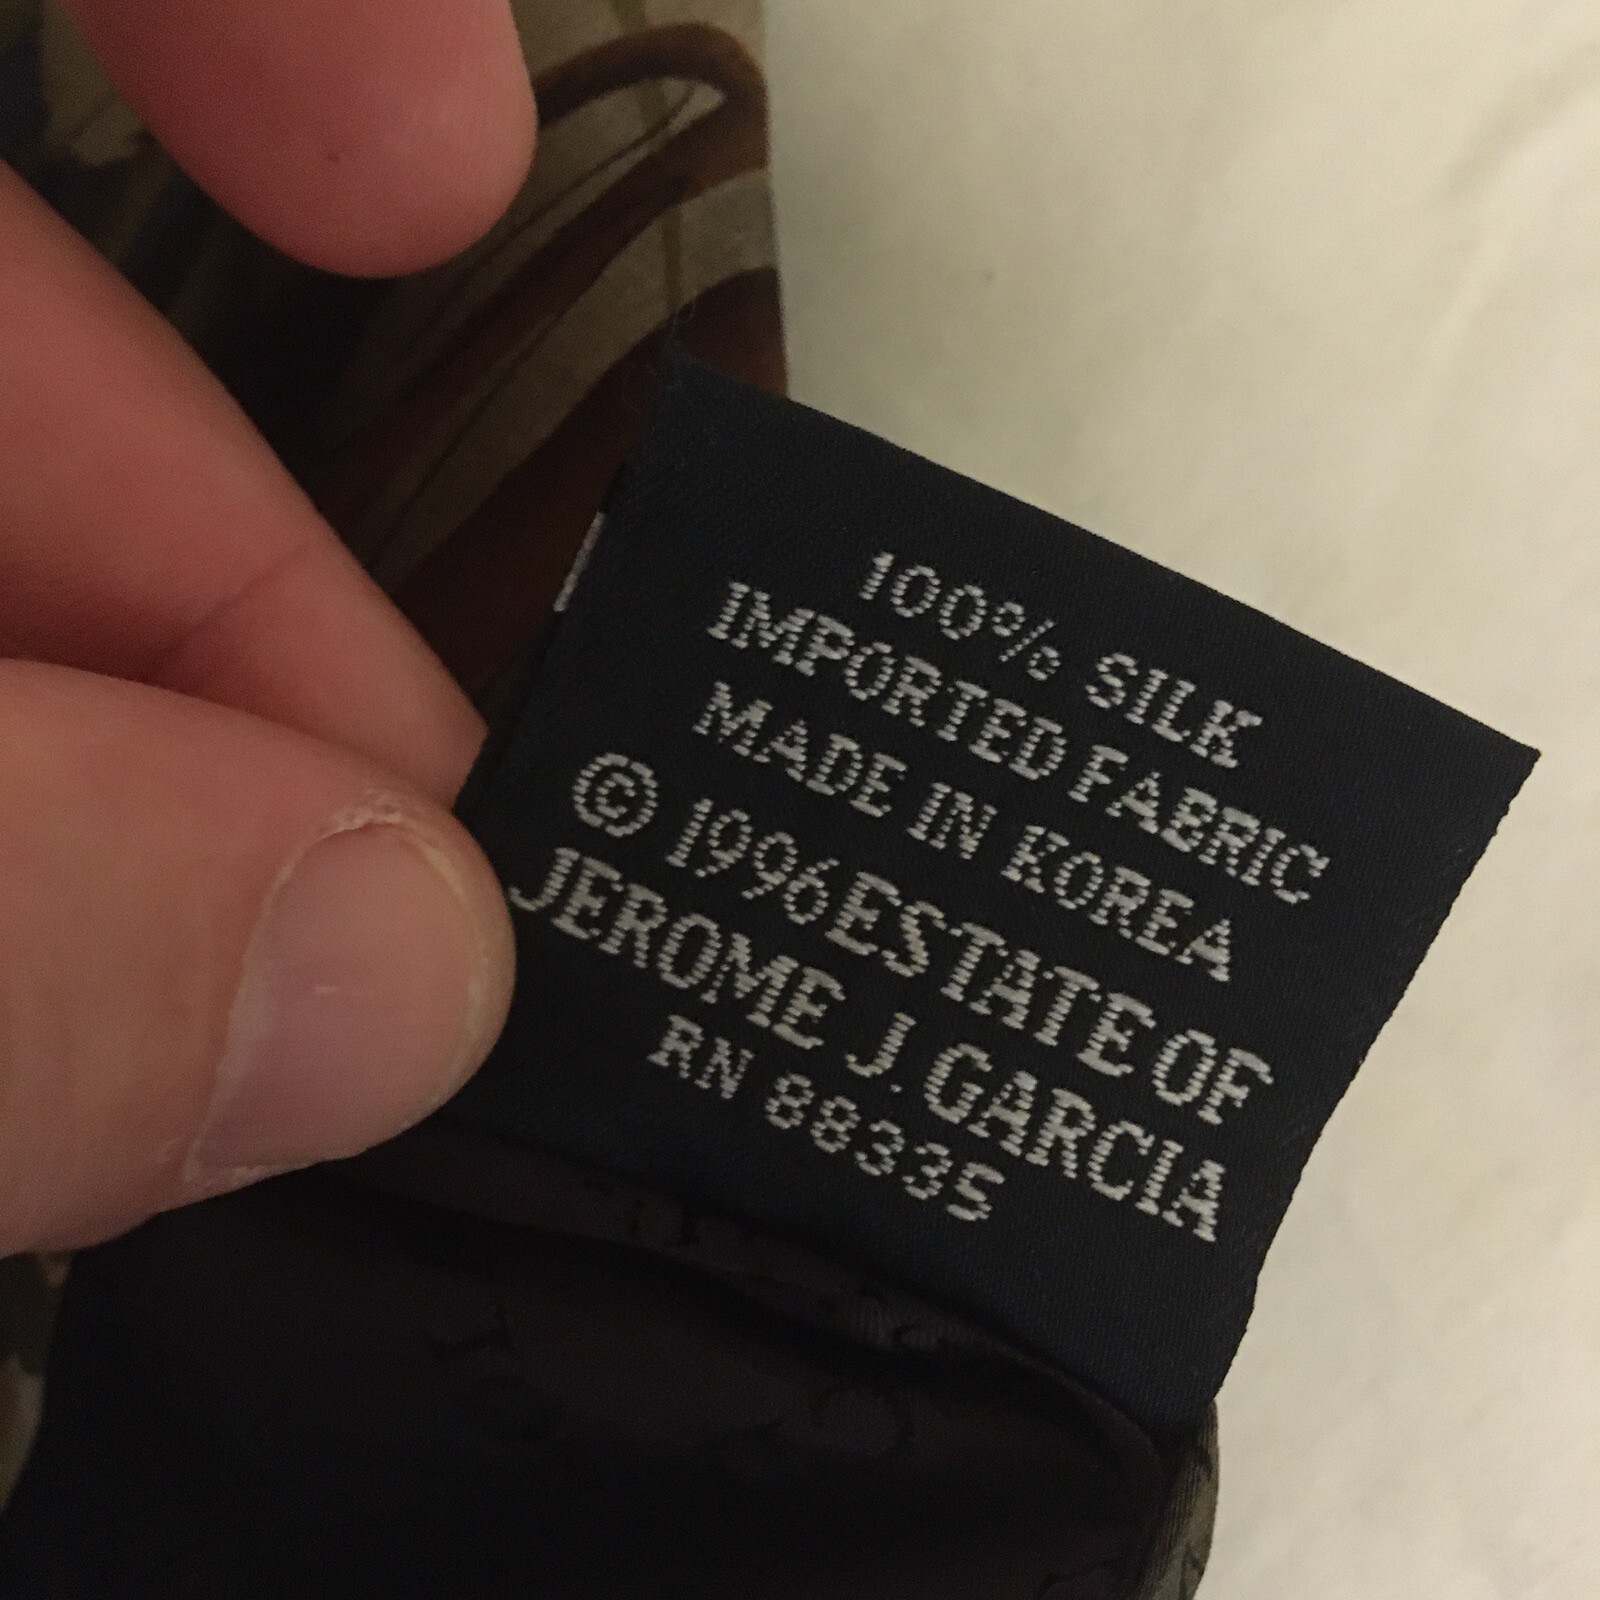 100% SILK
IMPORTED FABRIC
MADE IN KOREA
© 1996 ESTATE OF
JEROME J. GARCIA
RN 88335